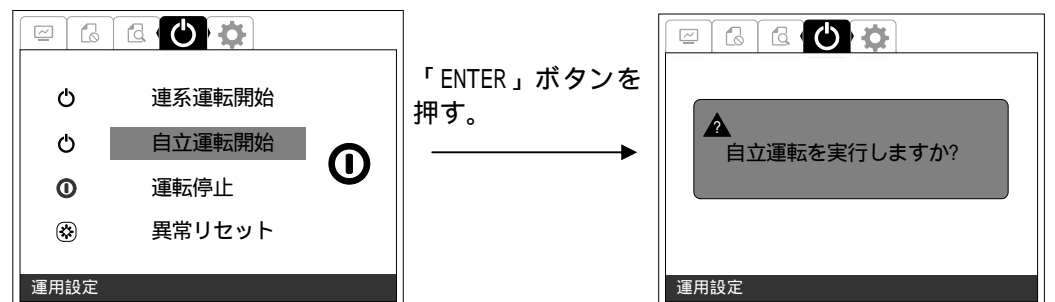 連系運転開始
自立運転開始
運転停止
異常リセット
運用設定
「ENTER」ボタンを
押す。
?
自立運転を実行しますか?
運用設定